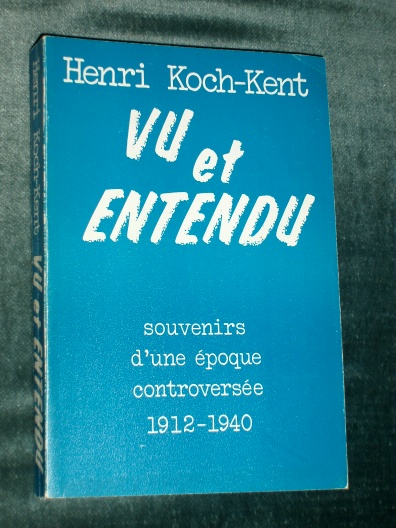 Henri Koch-Kent
VU et
ENTENDU
souvenirs
d'une époque
controversée
1912-1940
Henri Koch-Kent VU et ENTENDU